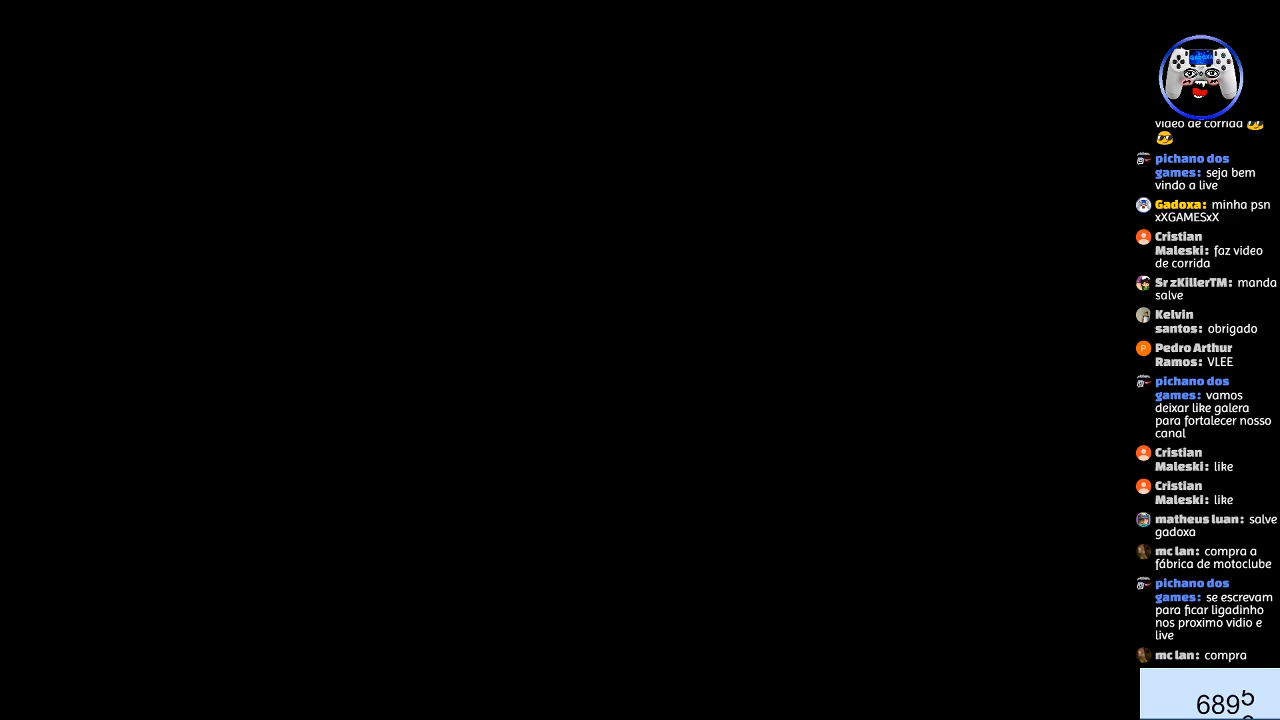 video de corrida
pichano dos
games: seja bem
vindo a live
Gadoxa: minha psn
xXGAMESxX
Cristian
Maleski: faz video
de corrida
Sr zKillerTM: manda
salve
Kelvin
santos: obrigado
P
Pedro Arthur
Ramos: VLEE
pichano dos
games: vamos
deixar like galera
para fortalecer nosso
canal
Cristian
Maleski: like
Cristian
Maleski: like
matheus luan: salve
gadoxa
mc lan: compra a
fábrica de motoclube
pichano dos
games: se escrevam
para ficar ligadinho
nos proximo vidio e
live
mc lan: compra
6895